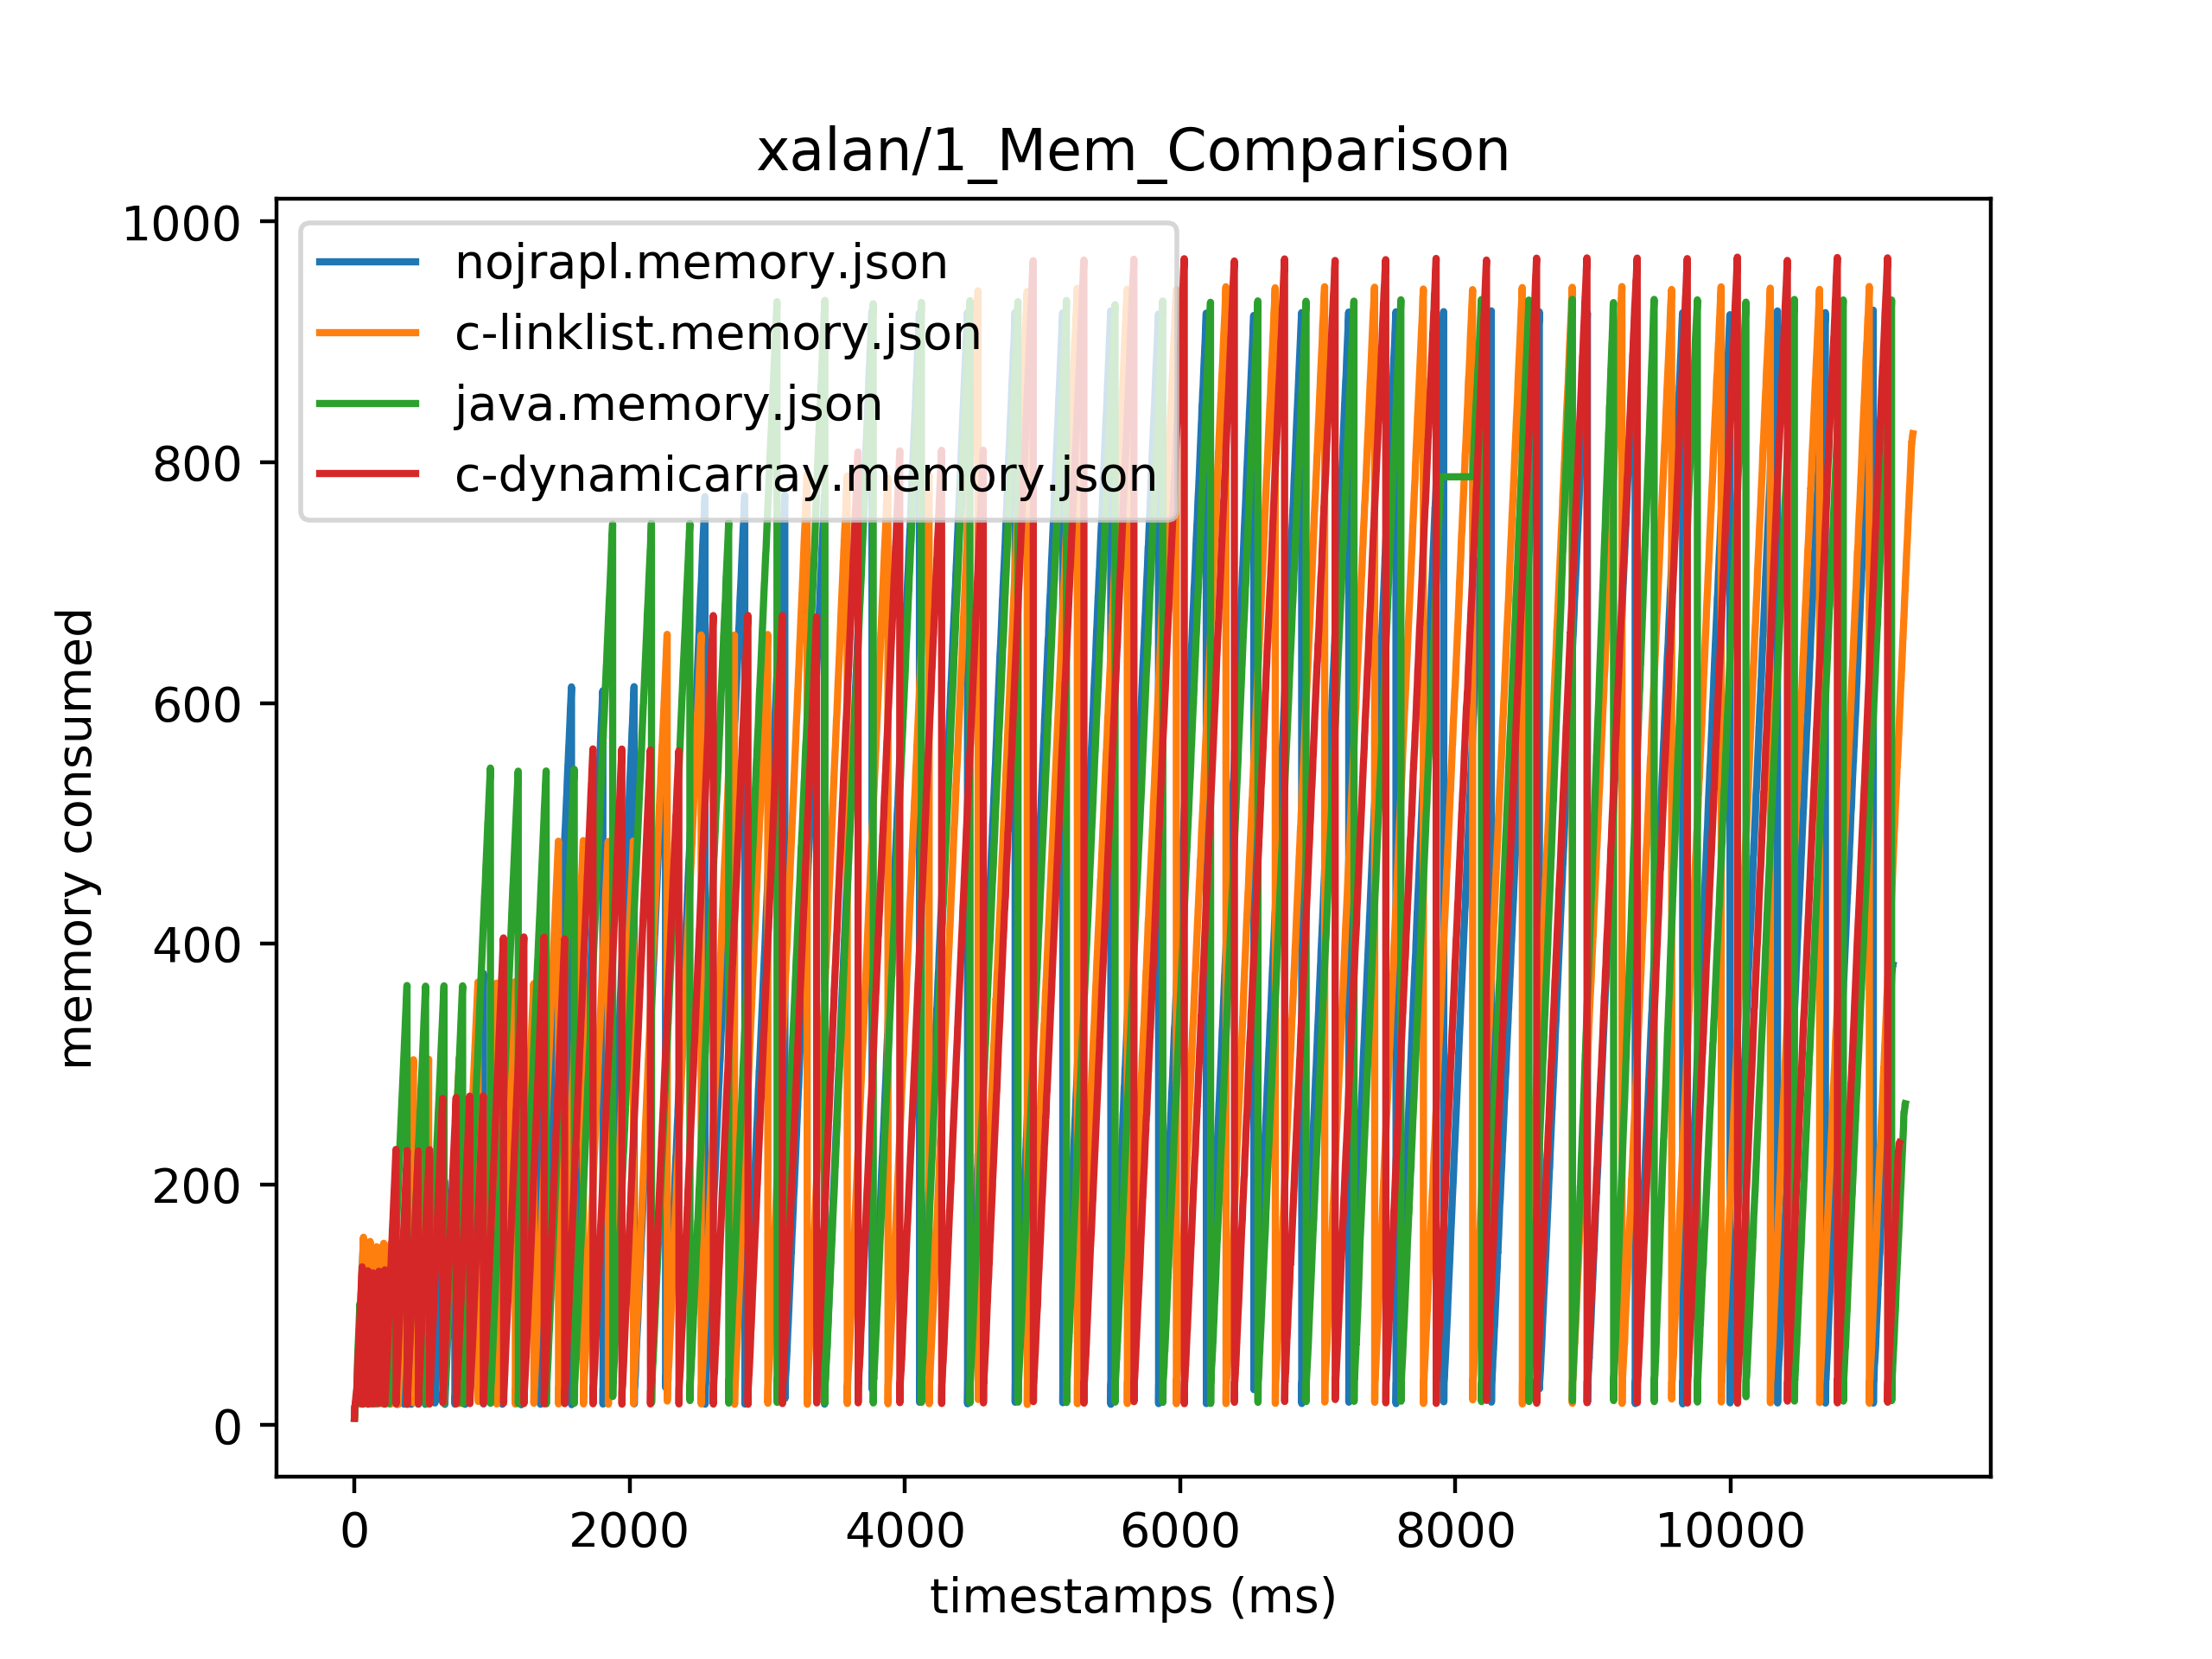 xalan/1_Mem_Comparison
1000
800
600
400
200
0
memory consumed
nojrapl.memory.json
c-linklist.memory.json
java.memory.json
c-dynamicarray.memory.json
0 2000 4000 6000 8000 10000
timestamps (ms)